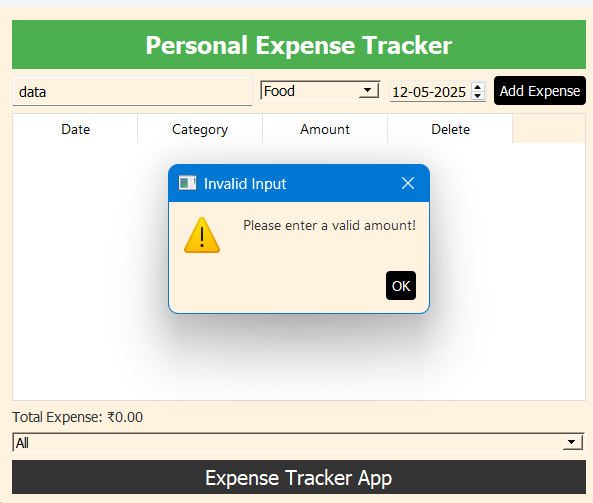 Personal Expense Tracker
data Food 12-05-2025 Add Expense
Date Category Amount Delete
Invalid Input
Please enter a valid amount!
OK
Total Expense: ₹0.00
All
Expense Tracker App